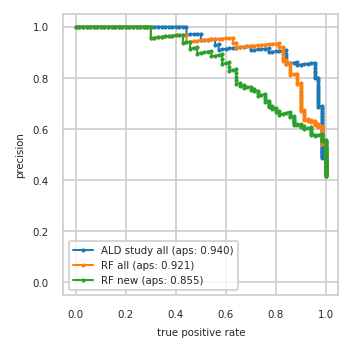 1.0
0.8
0.6
0.4
0.2
0.0
precision
ALD study all (aps: 0.940)
RF all (aps: 0.921)
RF new (aps: 0.855)
0.0 0.2 0.4 0.6 0.8 1.0
true positive rate